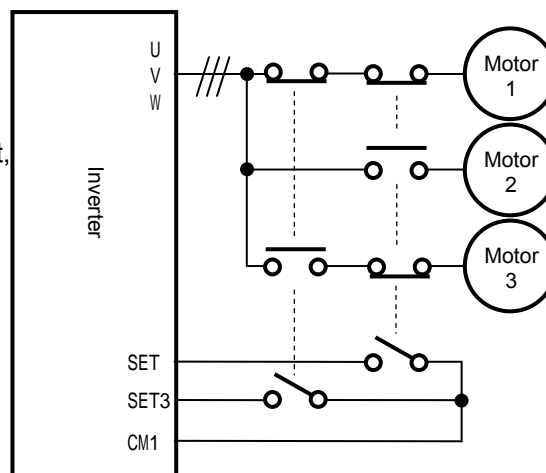 U
V
W
t,
Inverter
Motor
1
Motor
2
Motor
3
SET
SET3
CM1